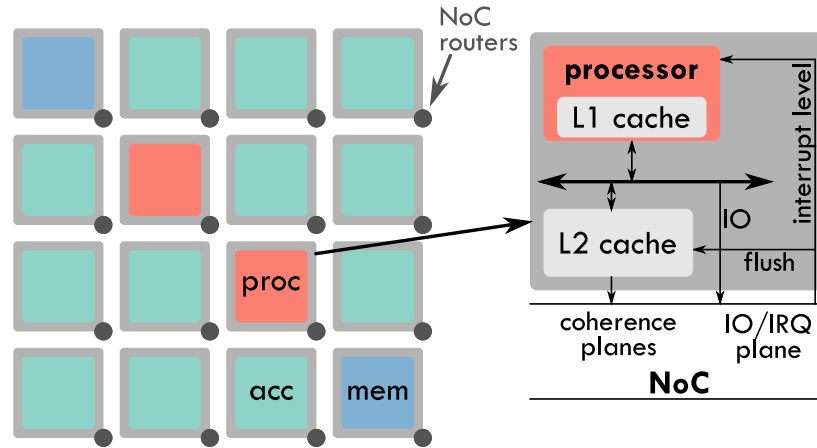 NoC
routers
proc
acc
mem
processor
L1 cache
interrupt level
IO
L2 cache
flush
coherence
planes
IO/IRQ
plane
NoC